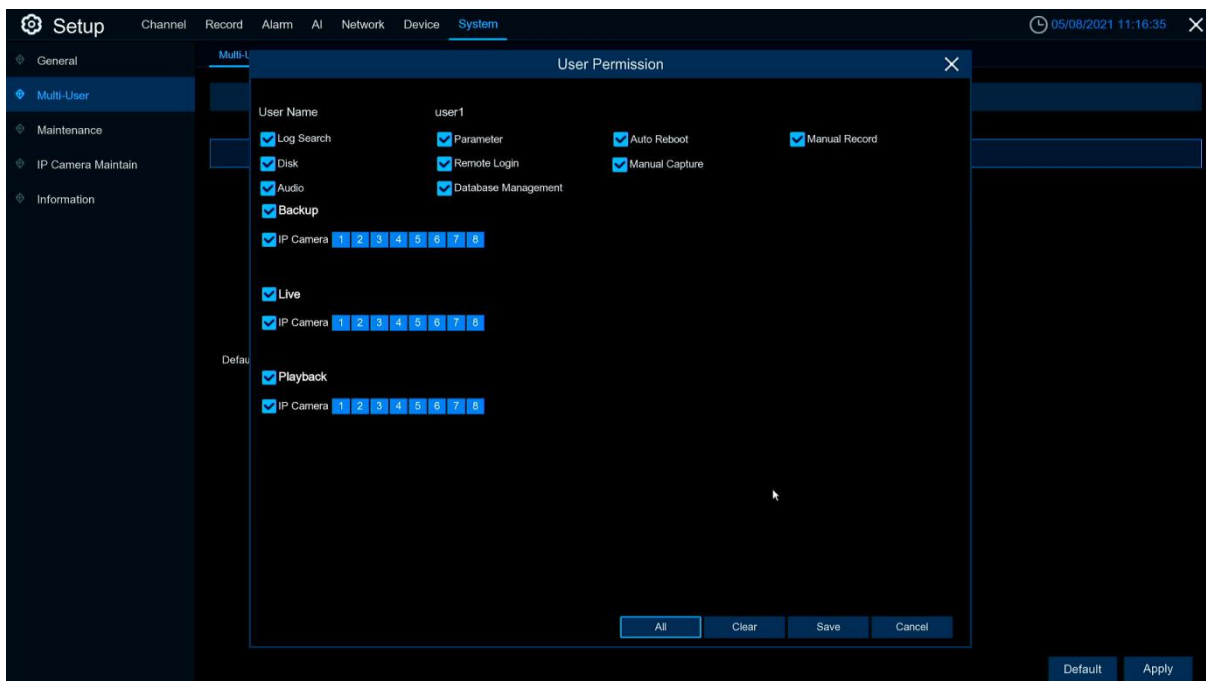 Setup Channel Record Alarm AI Network Device System 05/08/2021 11:16:35
General
Multi-User
Maintenance
IP Camera Maintain
Information
Multi-U
User Permission
User Name user1
Log Search Parameter Auto Reboot Manual Record
Disk Remote Login Manual Capture
Audio Database Management
Backup
IP Camera 1 2 3 4 5 6 7 8
Live
IP Camera 1 2 3 4 5 6 7 8
Defau
Playback
IP Camera 1 2 3 4 5 6 7 8
All Clear Save Cancel
Default Apply